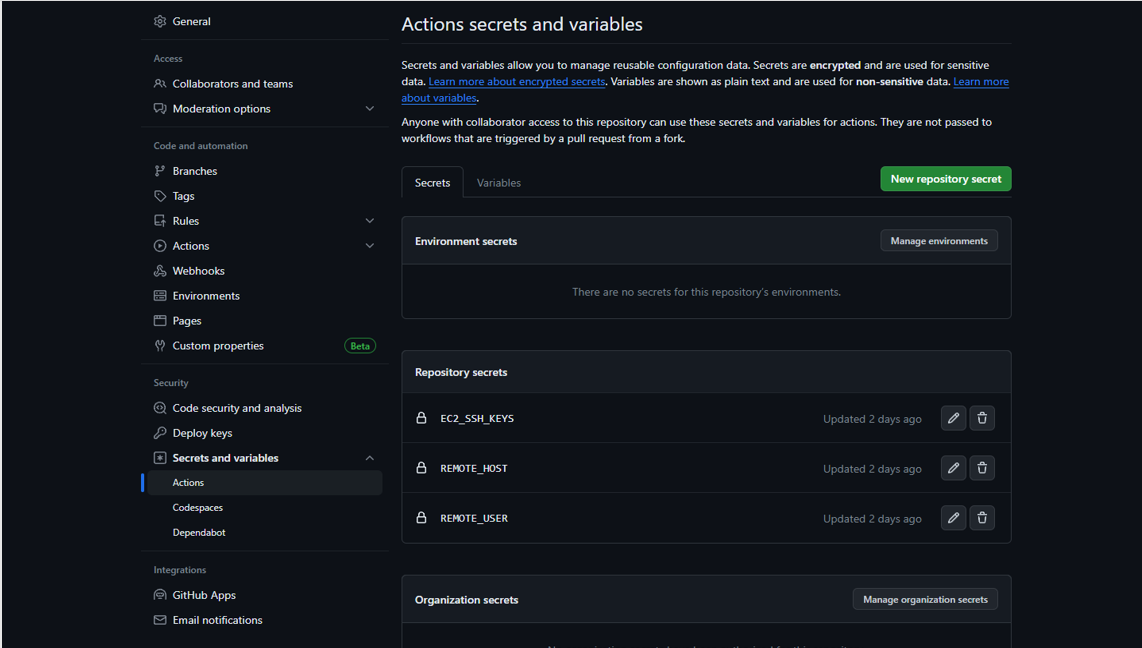 General
Access
Collaborators and teams
Moderation options
Code and automation
Branches
Tags
Rules
Actions
Webhooks
Environments
Pages
Custom properties
Beta
Security
Code security and analysis
Deploy keys
Secrets and variables
Actions
Codespaces
Dependabot
Integrations
GitHub Apps
Email notifications
Actions secrets and variables
Secrets and variables allow you to manage reusable configuration data. Secrets are encrypted and are used for sensitive
data. Learn more about encrypted secrets. Variables are shown as plain text and are used for non-sensitive data. Learn more
about variables.
Anyone with collaborator access to this repository can use these secrets and variables for actions. They are not passed to
workflows that are triggered by a pull request from a fork.
Secrets
Variables
New repository secret
Environment secrets
Manage environments
There are no secrets for this repository's environments.
Repository secrets
EC2_SSH_KEYS
Updated 2 days ago
REMOTE_HOST
Updated 2 days ago
REMOTE_USER
Updated 2 days ago
Organization secrets
Manage organization secrets